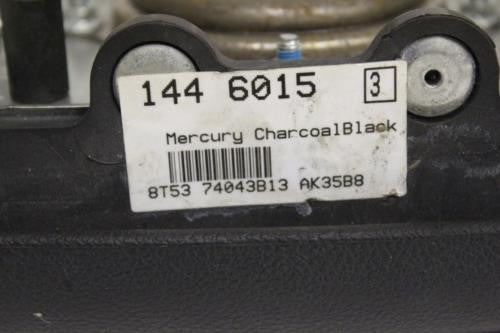 144 6015 3
Mercury CharcoalBlack
8T53 74043B13 AK35B8